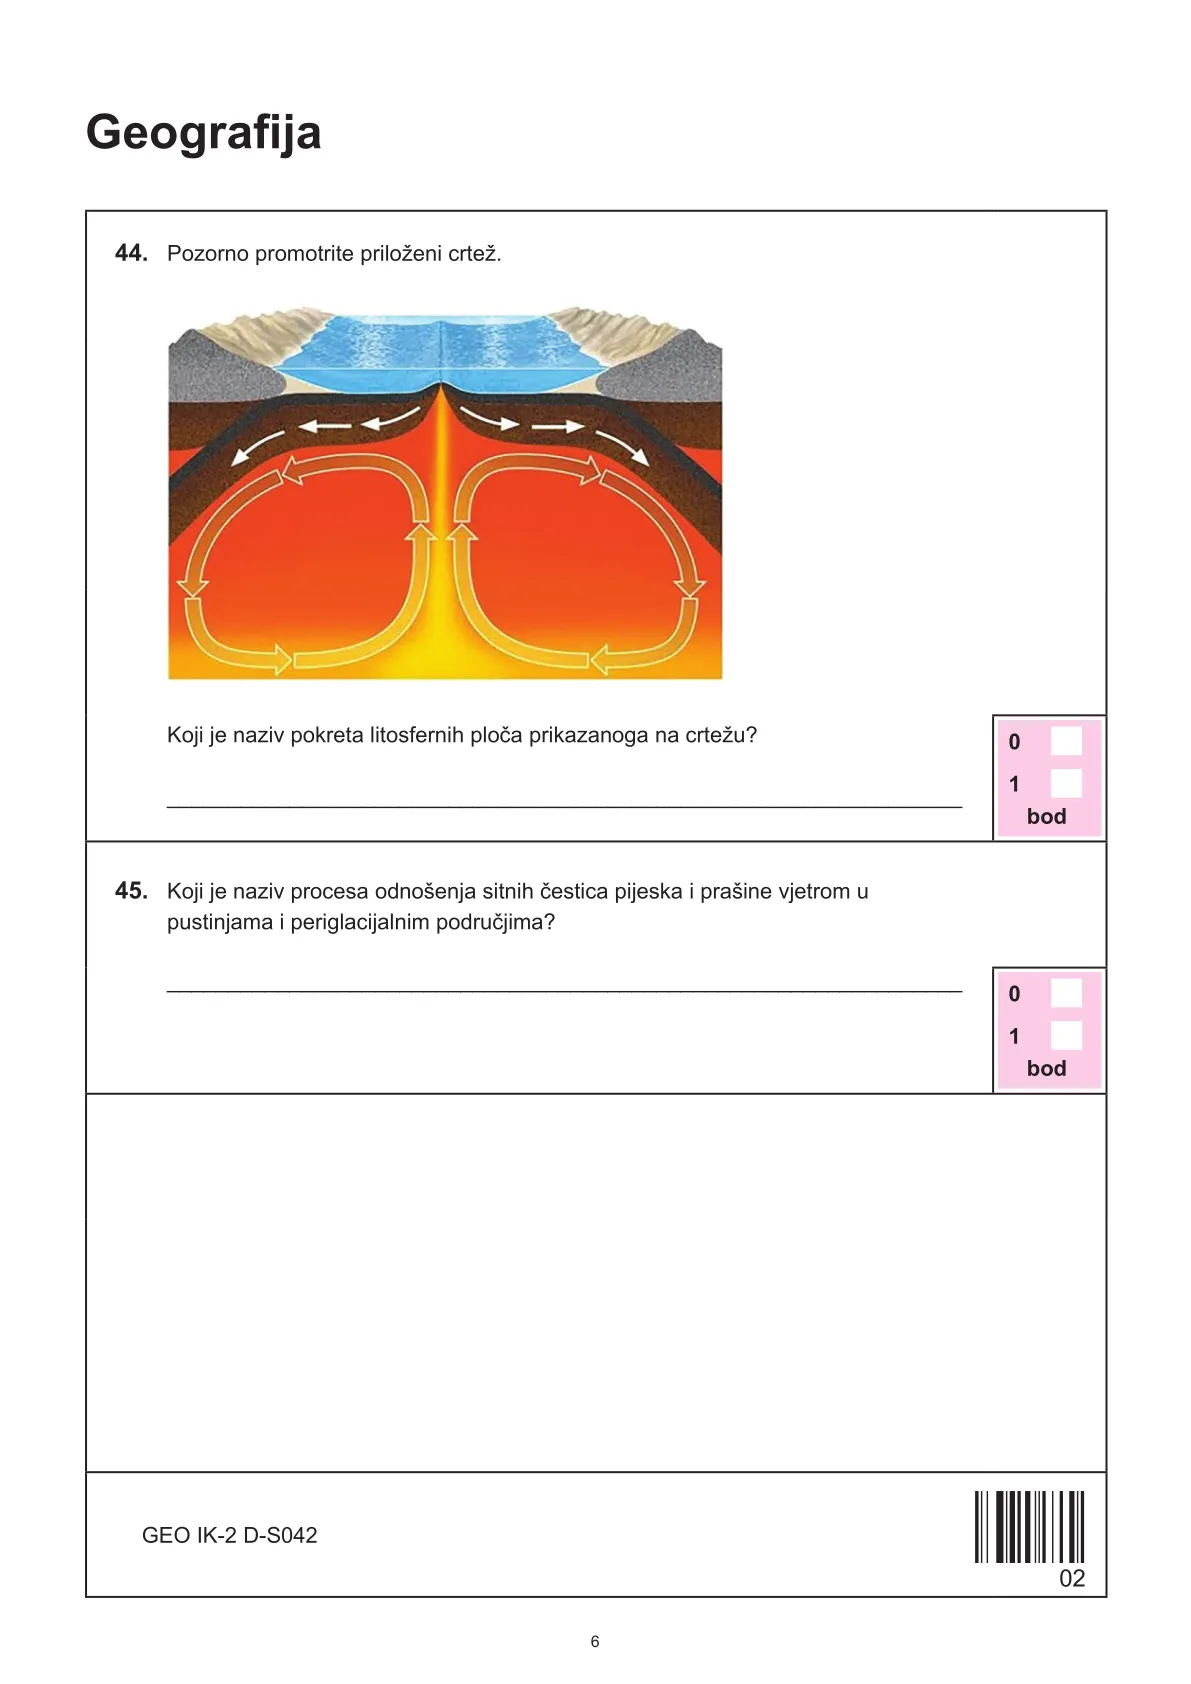 Geografija
44. Pozorno promotrite priloženi crtež.
Koji je naziv pokreta litosfernih ploča prikazanoga na crtežu?
0
1
bod
45. Koji je naziv procesa odnošenja sitnih čestica pijeska i prašine vjetrom u
pustinjama i periglacijalnim područjima?
0
1
bod
GEO IK-2 D-S042
02
6